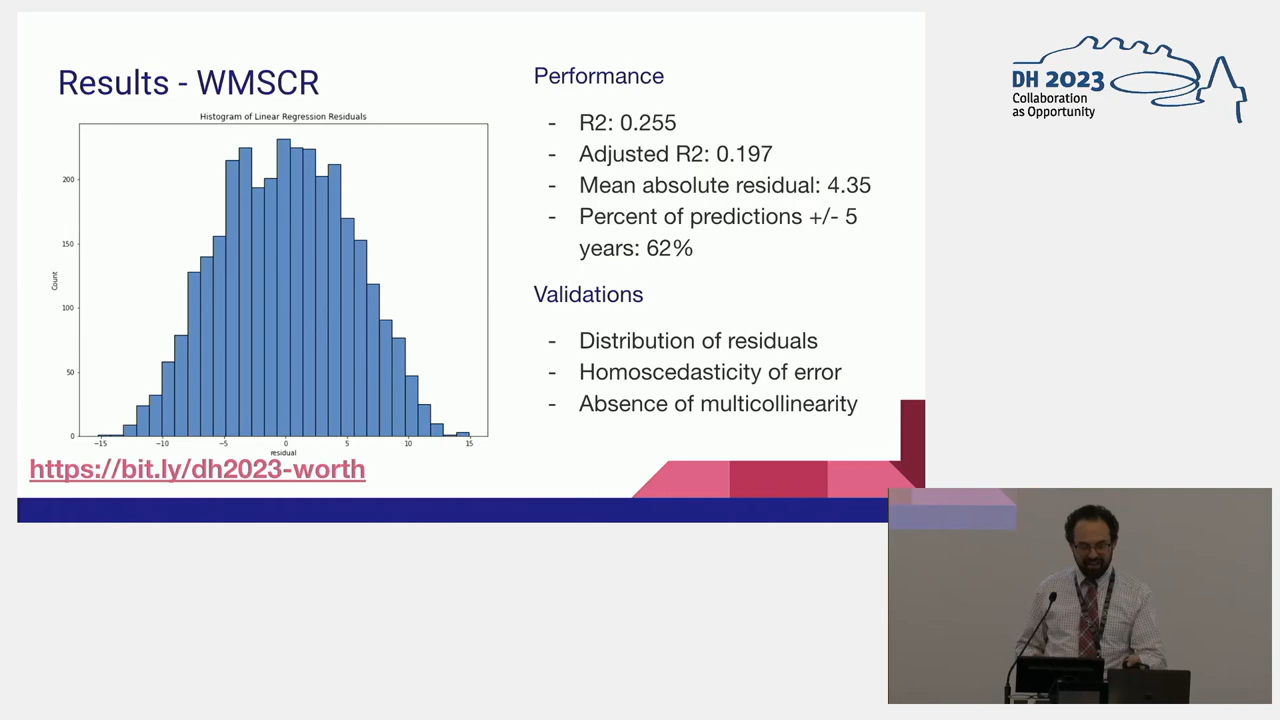 Results - WMSCR
Histogram of Linear Regression Residuals
Count
200
150
100
50
0
−15
−10
−5
0
5
10
15
residual
https://bit.ly/dh2023-worth
Performance
- R2: 0.255
- Adjusted R2: 0.197
- Mean absolute residual: 4.35
- Percent of predictions +/- 5
years: 62%
Validations
- Distribution of residuals
- Homoscedasticity of error
- Absence of multicollinearity
DH 2023
Collaboration
as Opportunity